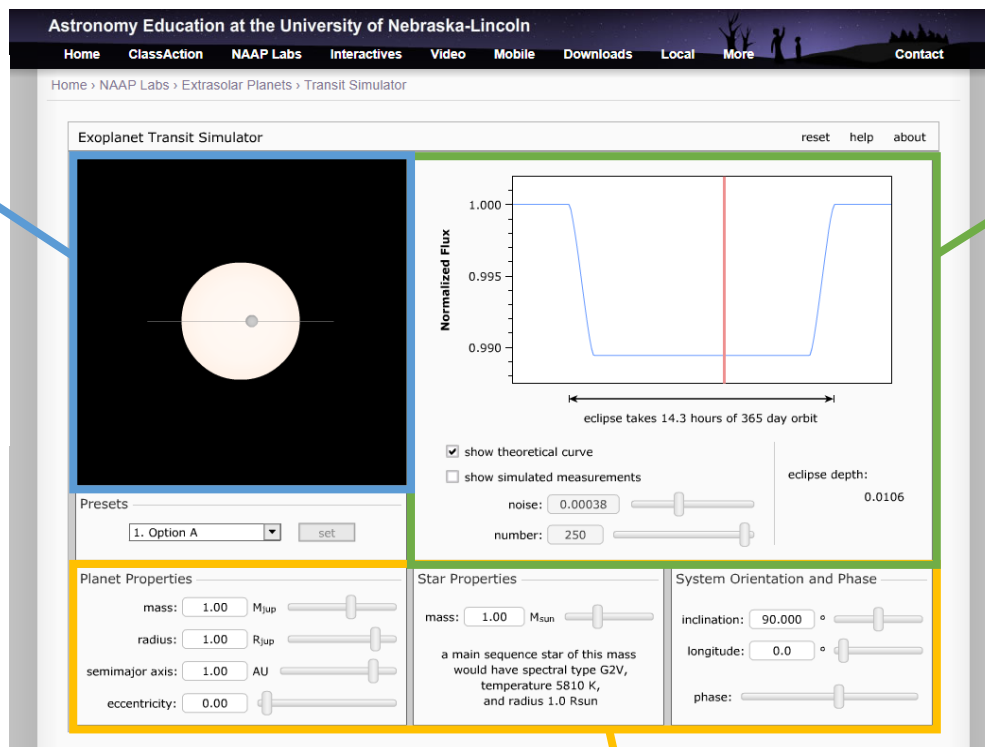 Astronomy Education at the University of Nebraska-Lincoln
Home ClassAction NAAP Labs Interactives Video Mobile Downloads Local More Contact
Home › NAAP Labs › Extrasolar Planets › Transit Simulator
Exoplanet Transit Simulator reset help about
1.000
0.995
0.990
Normalized Flux
eclipse takes 14.3 hours of 365 day orbit
show theoretical curve
show simulated measurements
noise: 0.00038
number: 250
eclipse depth:
0.0106
Presets
1. Option A set
Planet Properties
mass: 1.00 Mjup
radius: 1.00 Rjup
semimajor axis: 1.00 AU
eccentricity: 0.00
Star Properties
mass: 1.00 Msun
a main sequence star of this mass
would have spectral type G2V,
temperature 5810 K,
and radius 1.0 Rsun
System Orientation and Phase
inclination: 90.000 °
longitude: 0.0 °
phase: